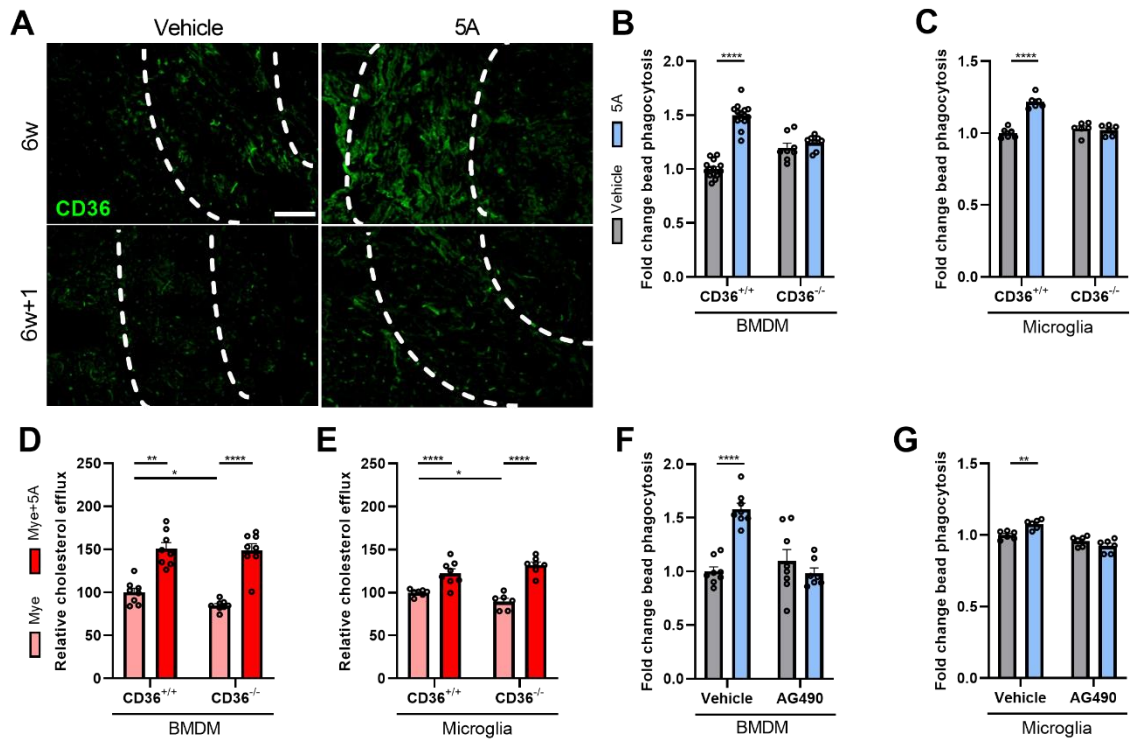 A
Vehicle
5A
6w
CD36
6w+1
B
Fold change bead phagocytosis
2.0
1.5
1.0
0.5
0.0
****
CD36+/+
CD36-/-
BMDM
Vehicle
5A
C
Fold change bead phagocytosis
1.5
1.0
0.5
0.0
****
CD36+/+
CD36-/-
Microglia
D
Mye
Mye+5A
Relative cholesterol efflux
250
200
150
100
50
0
**
*
****
CD36+/+
CD36-/-
BMDM
E
Relative cholesterol efflux
250
200
150
100
50
0
****
*
****
CD36+/+
CD36-/-
Microglia
F
Fold change bead phagocytosis
2.0
1.5
1.0
0.5
0.0
****
Vehicle
AG490
BMDM
G
Fold change bead phagocytosis
1.5
1.0
0.5
0.0
**
Vehicle
AG490
Microglia